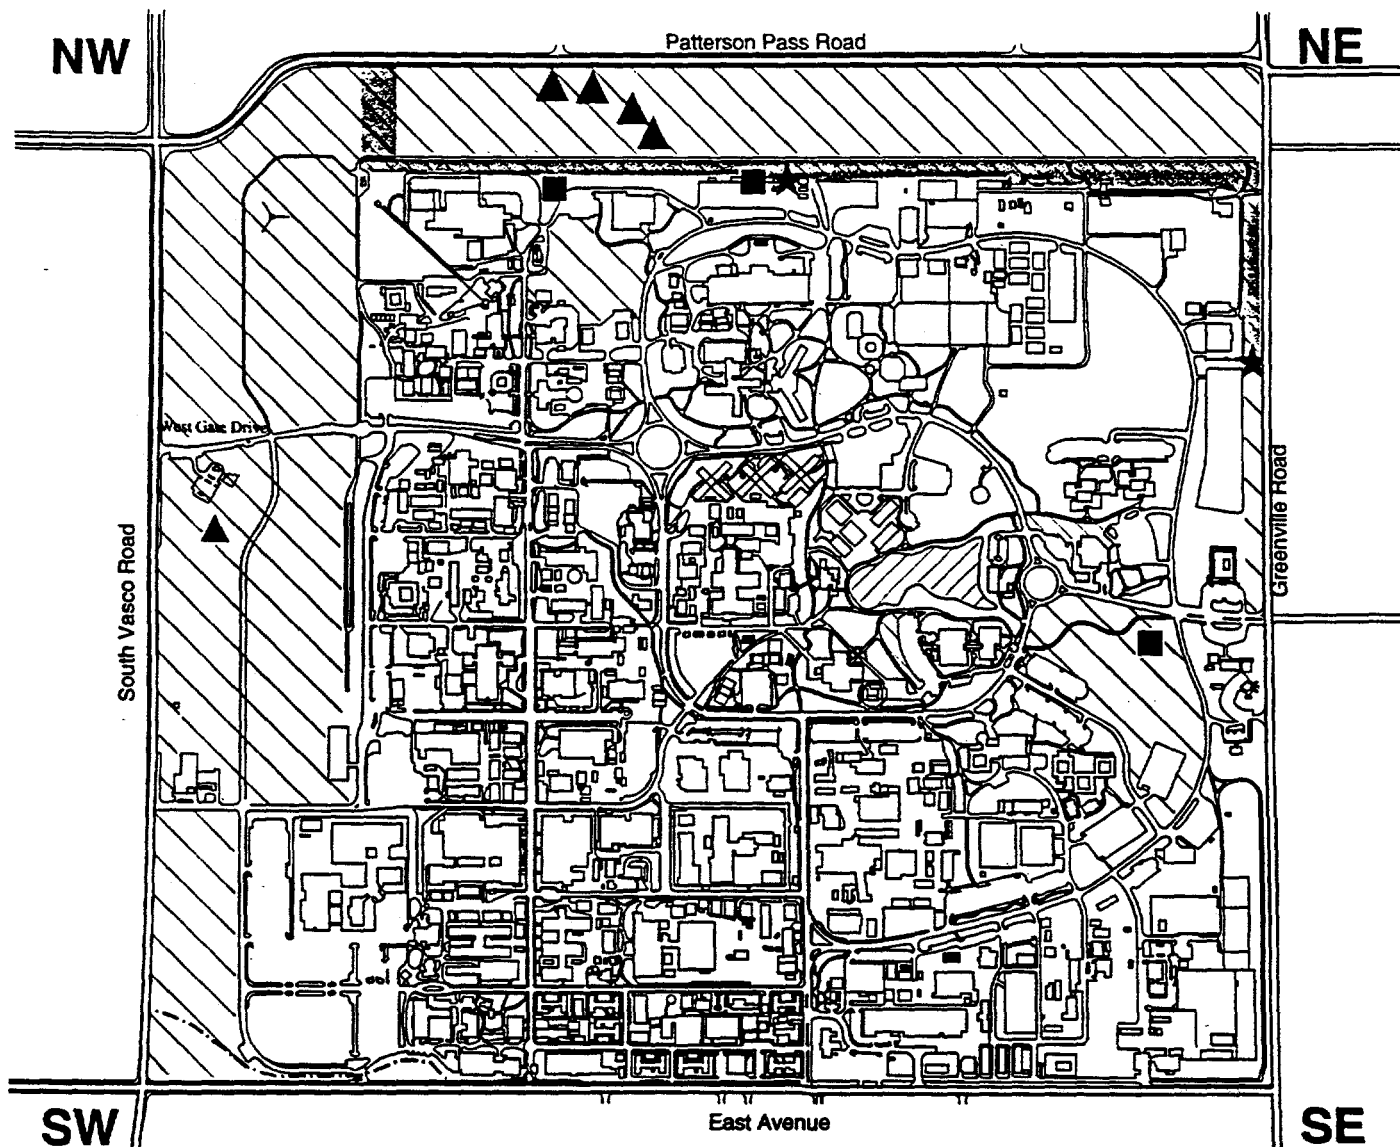 NW
Patterson Pass Road
NE
West Gate Drive
South Vasco Road
Greenville Road
SW
East Avenue
SE